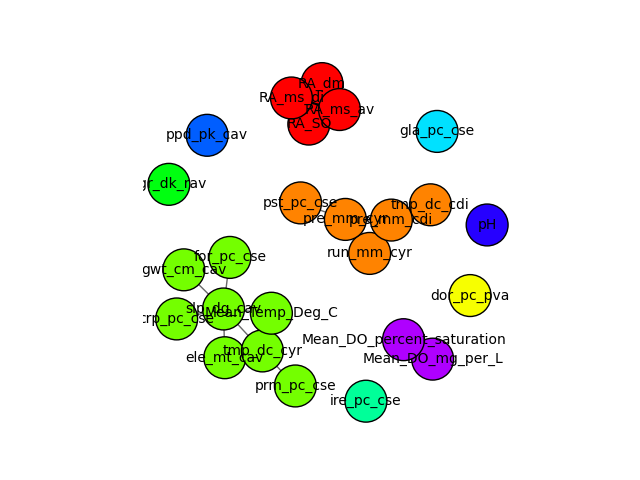 RA_dm
RA_ms_di
RA_ms_av
RA_SO
gla_pc_cse
ppd_pk_cav
gr_dk_rav
pst_pc_cse
tmp_dc_cdi
pre_mm_cyr
pre_mm_cdi
pH
run_mm_cyr
for_pc_cse
gwt_cm_cav
dor_pc_pva
slp_dg_cav
Mean_Temp_Deg_C
crp_pc_cse
Mean_DO_percent_saturation
tmp_dc_cyr
ele_mt_cav
Mean_DO_mg_per_L
prm_pc_cse
ire_pc_cse